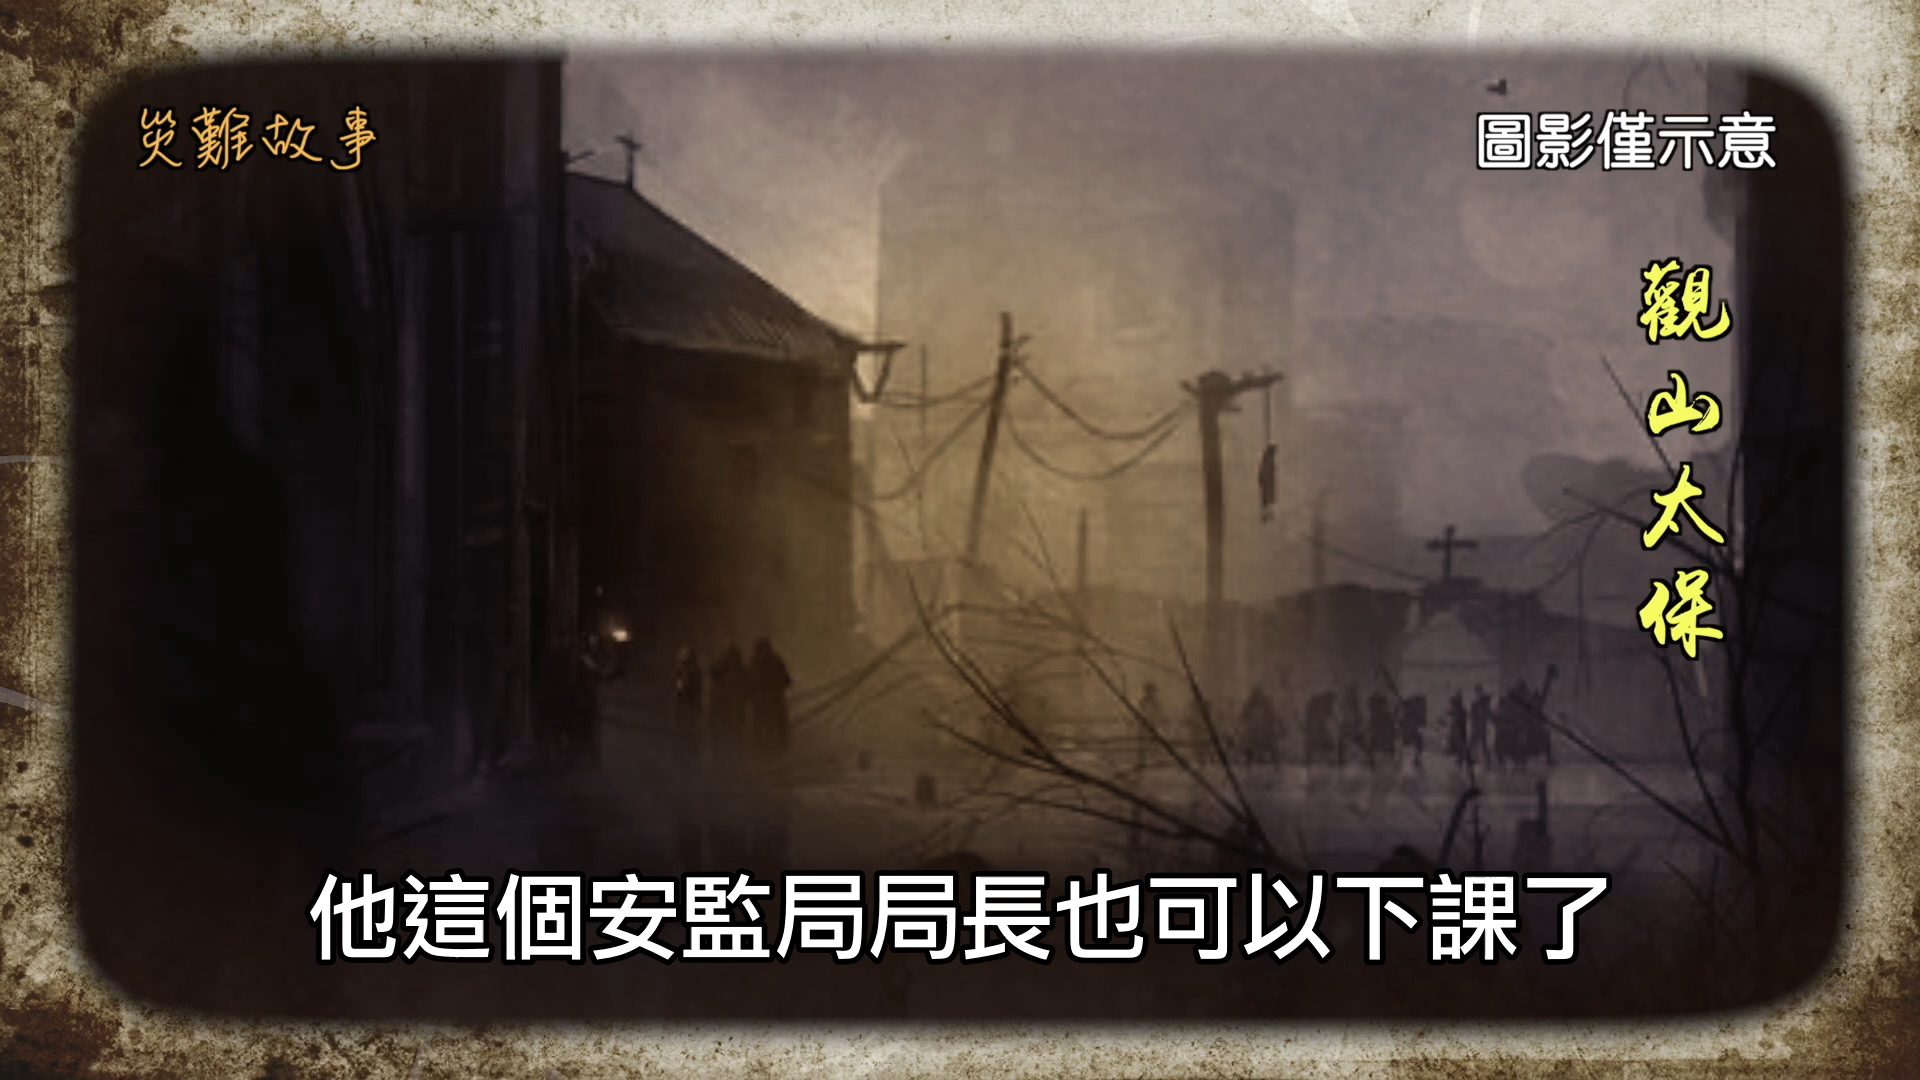 災難故事
圖影僅示意
觀山太保
他這個安監局局長也可以下課了